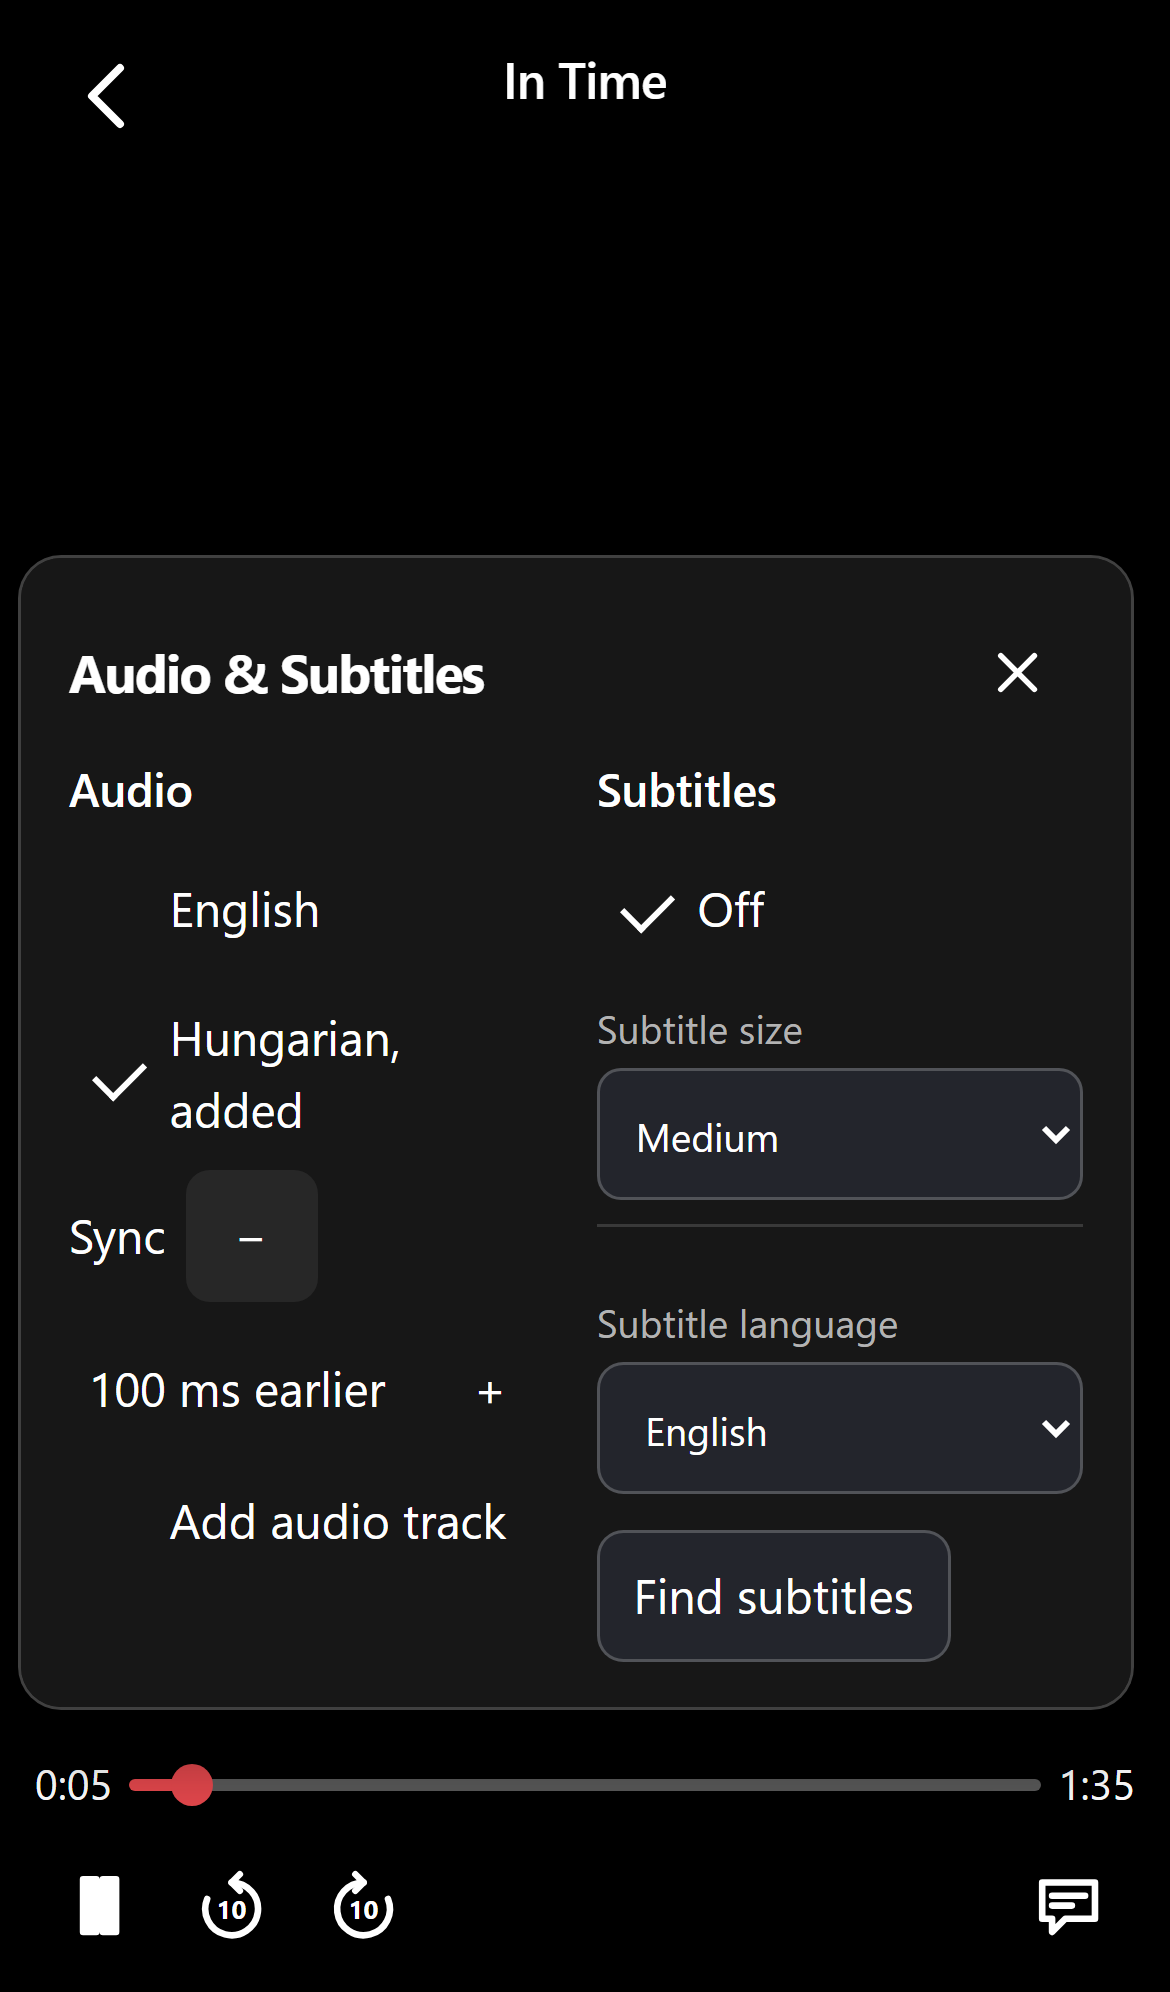 In Time
Audio & Subtitles
Audio
English
Hungarian,
added
Sync −
100 ms earlier +
Add audio track
Subtitles
Off
Subtitle size
Medium
Subtitle language
English
Find subtitles
0:05
1:35
10
10